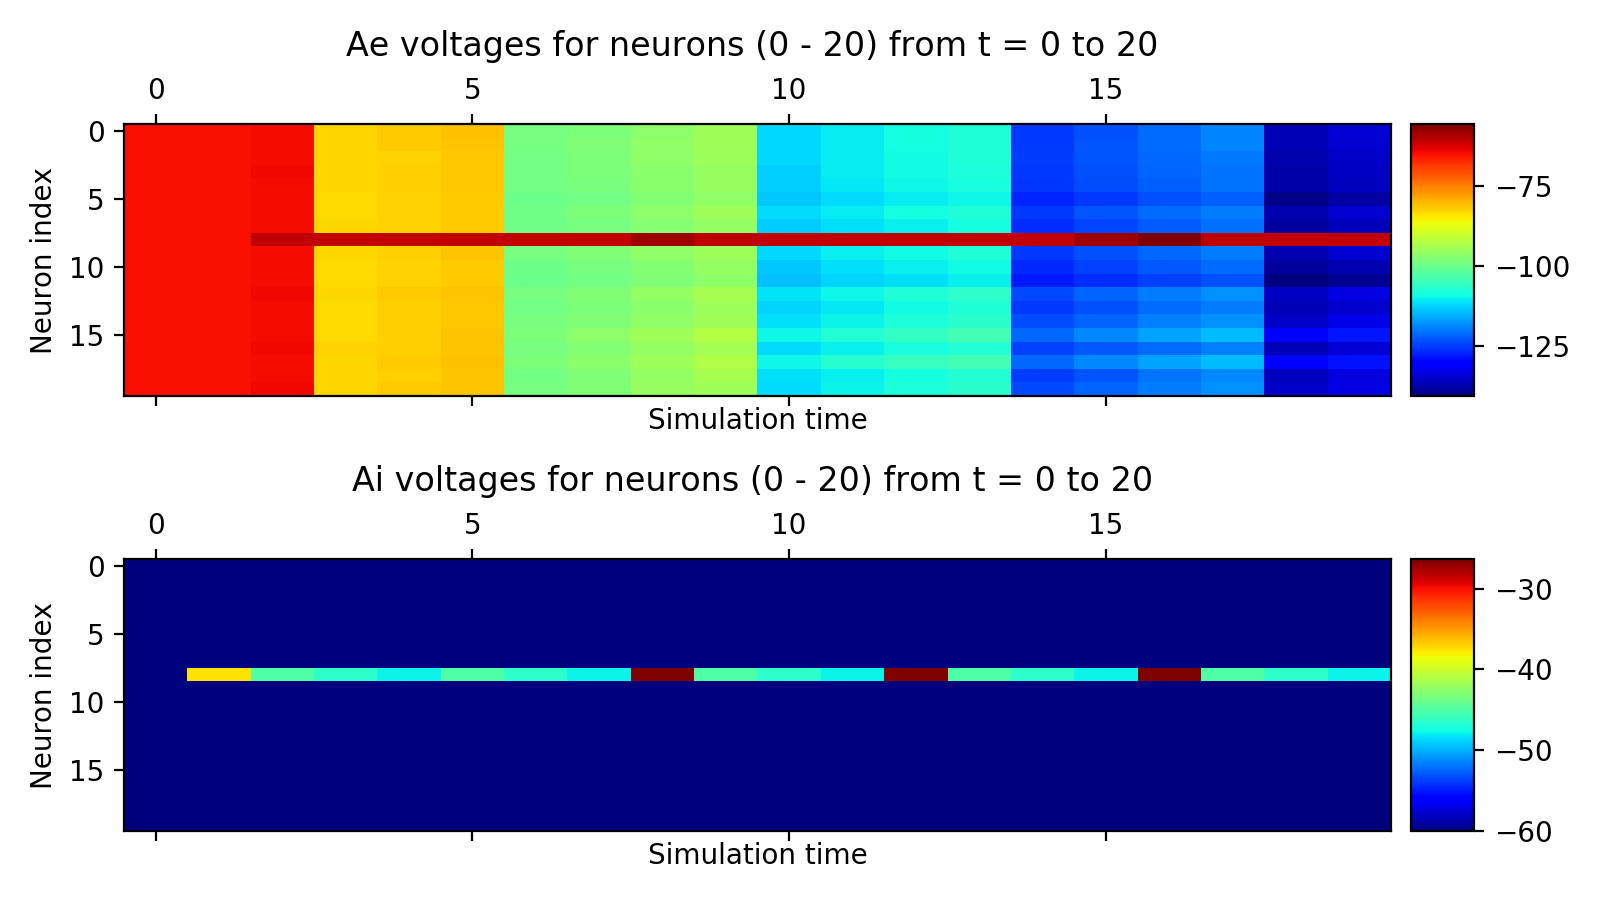 Ae voltages for neurons (0 - 20) from t = 0 to 20
0 5 10 15
Neuron index
0
5
10
15
Simulation time
−75
−100
−125
Ai voltages for neurons (0 - 20) from t = 0 to 20
0 5 10 15
Neuron index
0
5
10
15
Simulation time
−30
−40
−50
−60